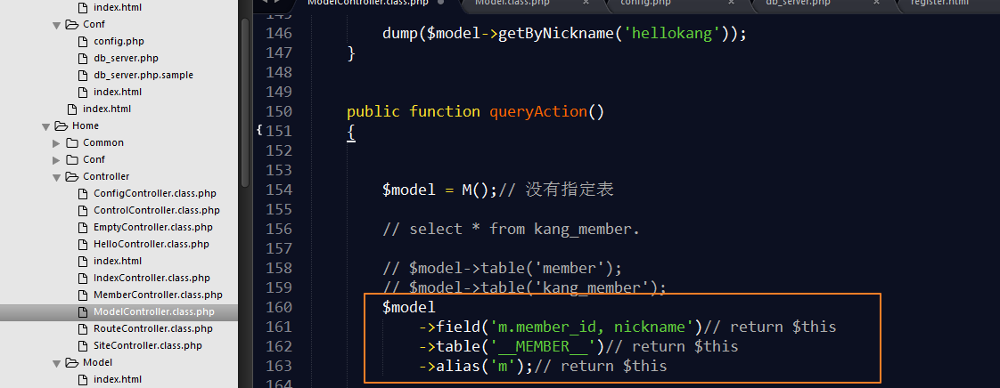 index.html
Conf
config.php
db_server.php
db_server.php.sample
index.html
index.html
Home
Common
Conf
Controller
ConfigController.class.php
ControlController.class.php
EmptyController.class.php
HelloController.class.php
index.html
IndexController.class.php
MemberController.class.php
ModelController.class.php
RouteController.class.php
SiteController.class.php
Model
index.html
ModelController.class.php
Model.class.php
config.php
db_server.php
register.html
145
146 dump($model->getByNickname('hellokang'));
147 }
148
149
150 public function queryAction()
151 {
152
153
154 $model = M();// 没有指定表
155
156 // select * from kang_member.
157
158 // $model->table('member');
159 // $model->table('kang_member');
160 $model
161 ->field('m.member_id, nickname')// return $this
162 ->table('__MEMBER__')// return $this
163 ->alias('m');// return $this
164